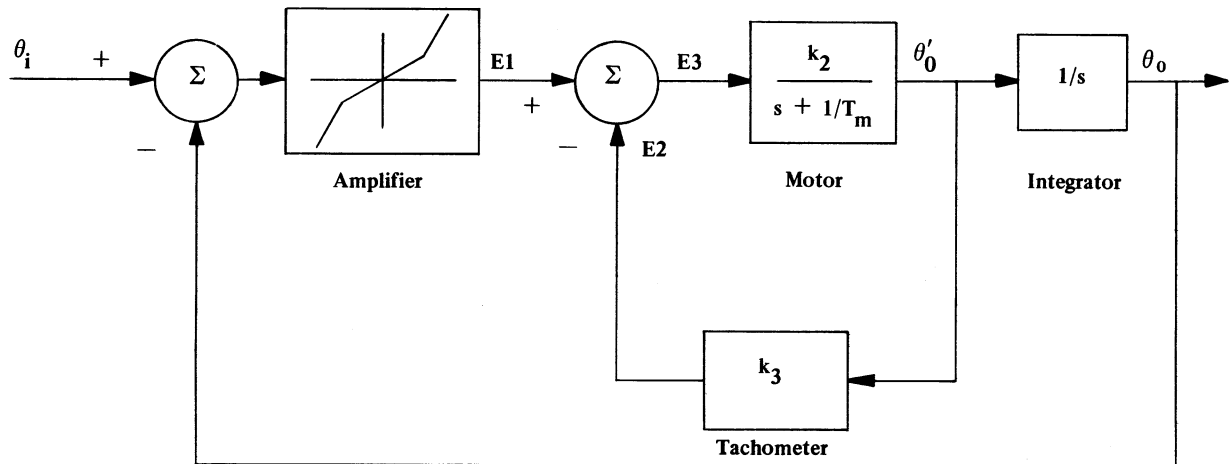 θi
+
−
Σ
Amplifier
E1
+
−
Σ
E2
E3
k2
s + 1/Tm
Motor
θ′0
1/s
Integrator
θo
k3
Tachometer